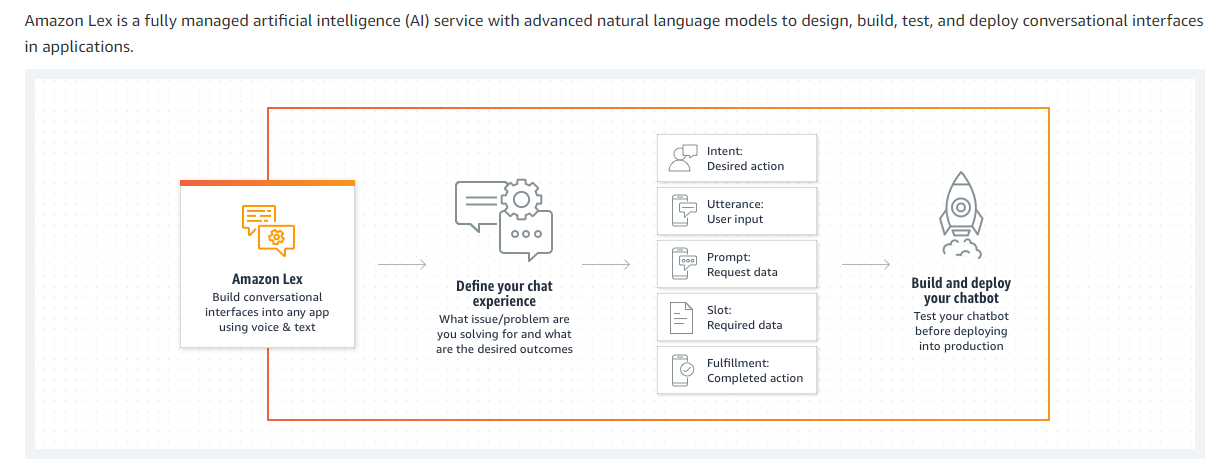 Amazon Lex is a fully managed artificial intelligence (AI) service with advanced natural language models to design, build, test, and deploy conversational interfaces
in applications.
Amazon Lex
Build conversational
interfaces into any app
using voice & text
Define your chat
experience
What issue/problem are
you solving for and what
are the desired outcomes
Intent:
Desired action
Utterance:
User input
Prompt:
Request data
Slot:
Required data
Fulfillment:
Completed action
Build and deploy
your chatbot
Test your chatbot
before deploying
into production